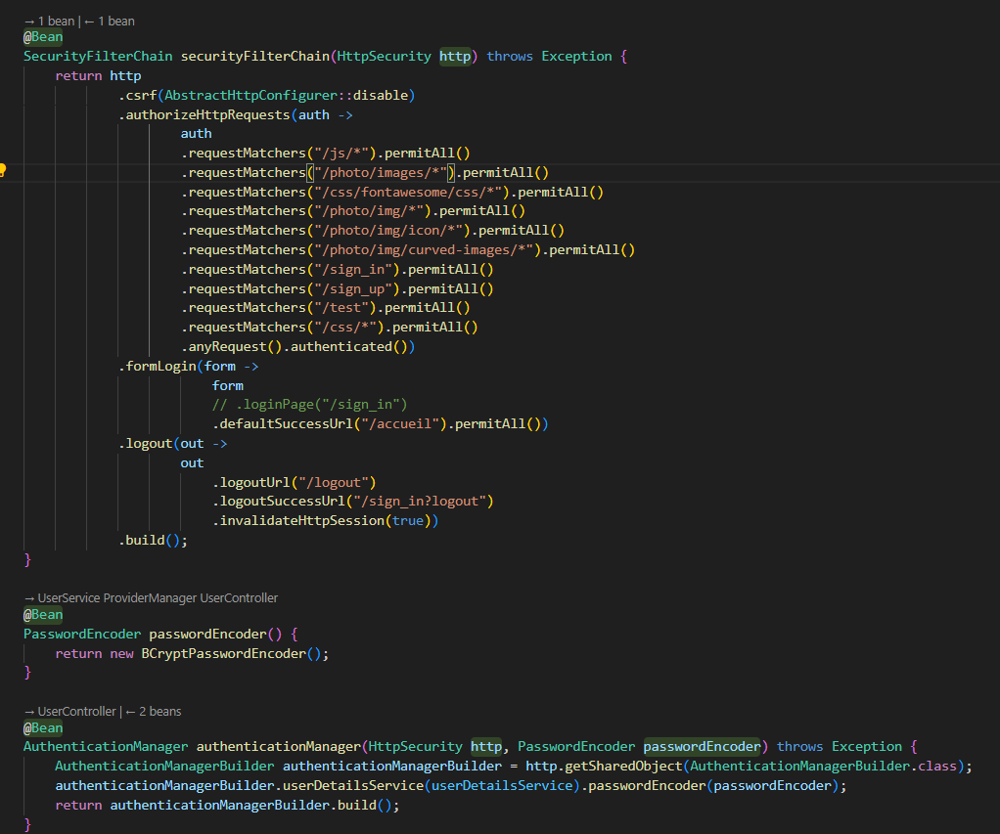 → 1 bean | ← 1 bean
@Bean
SecurityFilterChain securityFilterChain(HttpSecurity http) throws Exception {
return http
.csrf(AbstractHttpConfigurer::disable)
.authorizeHttpRequests(auth ->
auth
.requestMatchers("/js/*").permitAll()
.requestMatchers("/photo/images/*").permitAll()
.requestMatchers("/css/fontawesome/css/*").permitAll()
.requestMatchers("/photo/img/*").permitAll()
.requestMatchers("/photo/img/icon/*").permitAll()
.requestMatchers("/photo/img/curved-images/*").permitAll()
.requestMatchers("/sign_in").permitAll()
.requestMatchers("/sign_up").permitAll()
.requestMatchers("/test").permitAll()
.requestMatchers("/css/*").permitAll()
.anyRequest().authenticated())
.formLogin(form ->
form
// .loginPage("/sign_in")
.defaultSuccessUrl("/accueil").permitAll())
.logout(out ->
out
.logoutUrl("/logout")
.logoutSuccessUrl("/sign_in?logout")
.invalidateHttpSession(true))
.build();
}
→ UserService ProviderManager UserController
@Bean
PasswordEncoder passwordEncoder() {
return new BCryptPasswordEncoder();
}
→ UserController | ← 2 beans
@Bean
AuthenticationManager authenticationManager(HttpSecurity http, PasswordEncoder passwordEncoder) throws Exception {
AuthenticationManagerBuilder authenticationManagerBuilder = http.getSharedObject(AuthenticationManagerBuilder.class);
authenticationManagerBuilder.userDetailsService(userDetailsService).passwordEncoder(passwordEncoder);
return authenticationManagerBuilder.build();
}